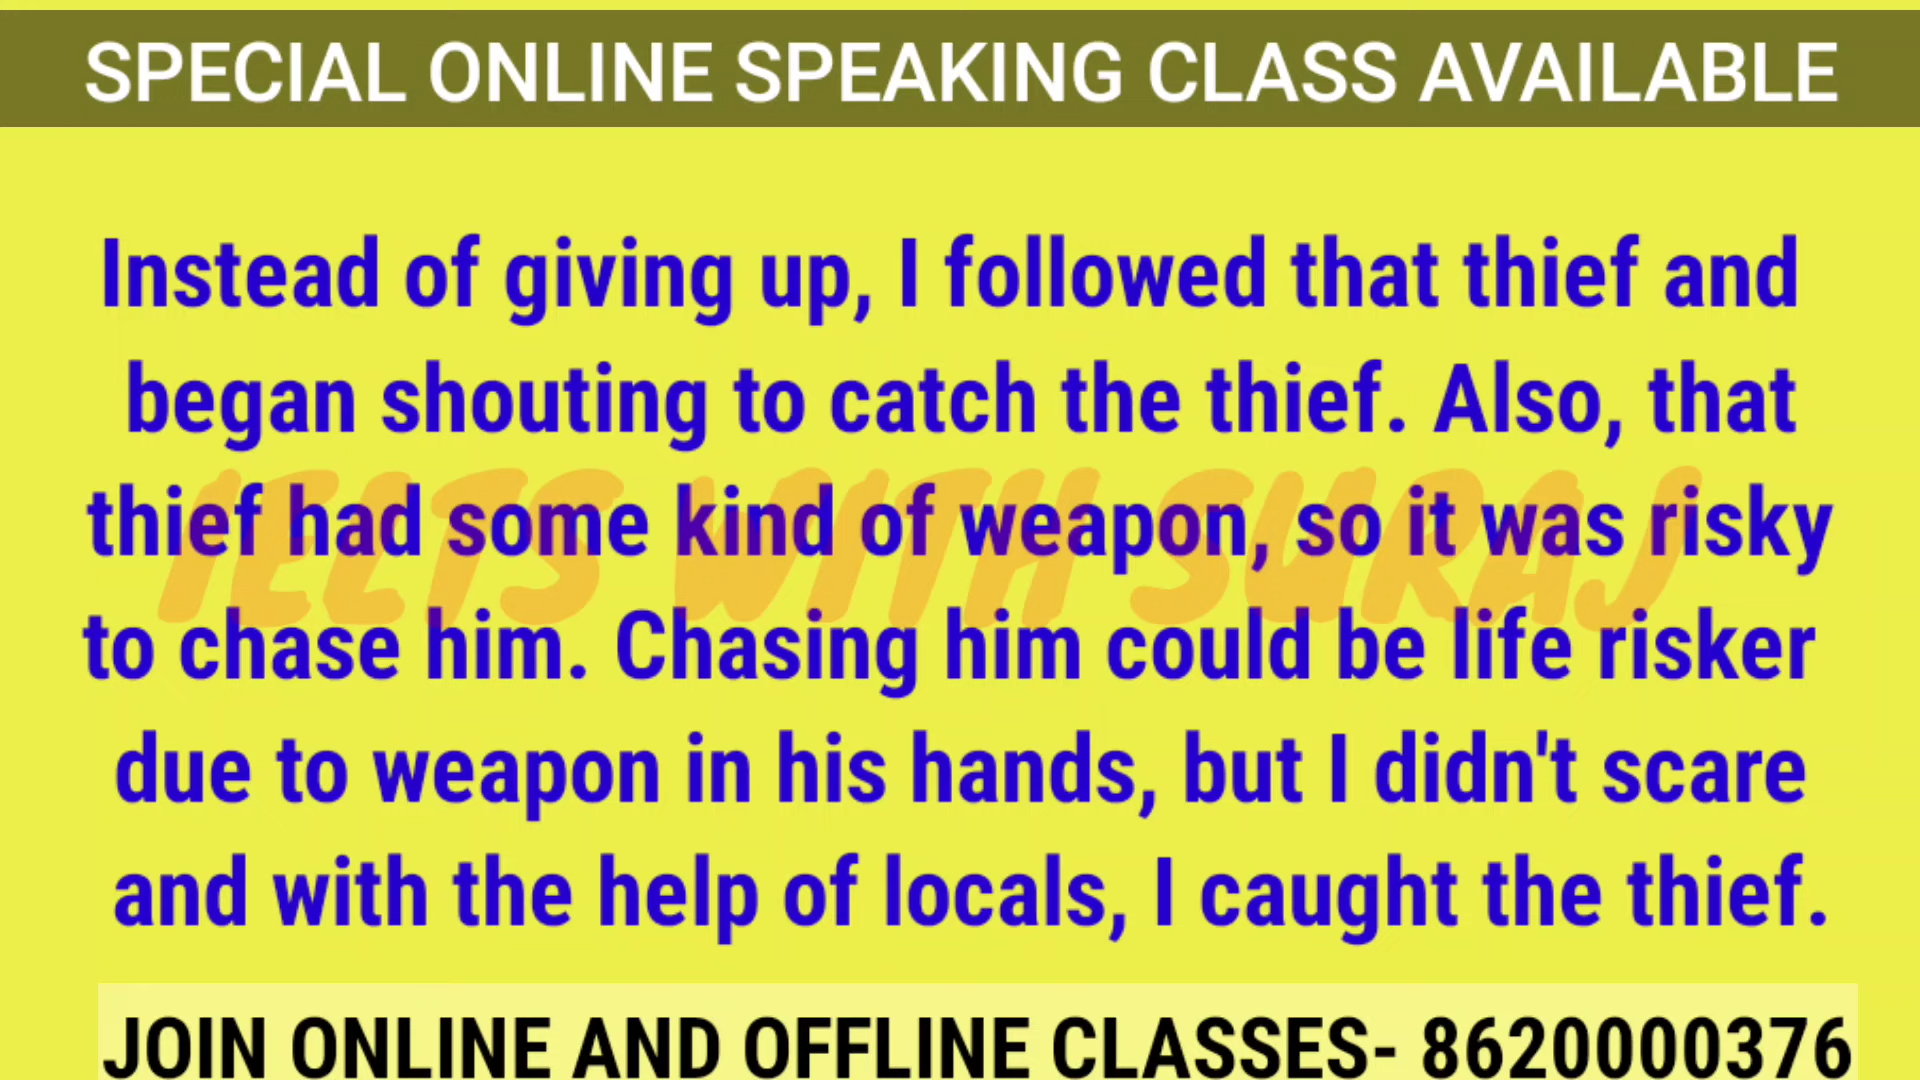 SPECIAL ONLINE SPEAKING CLASS AVAILABLE
Instead of giving up, I followed that thief and
began shouting to catch the thief. Also, that
thief had some kind of weapon, so it was risky
IELTS WITH SURAJ
to chase him. Chasing him could be life risker
due to weapon in his hands, but I didn't scare
and with the help of locals, I caught the thief.
JOIN ONLINE AND OFFLINE CLASSES- 8620000376